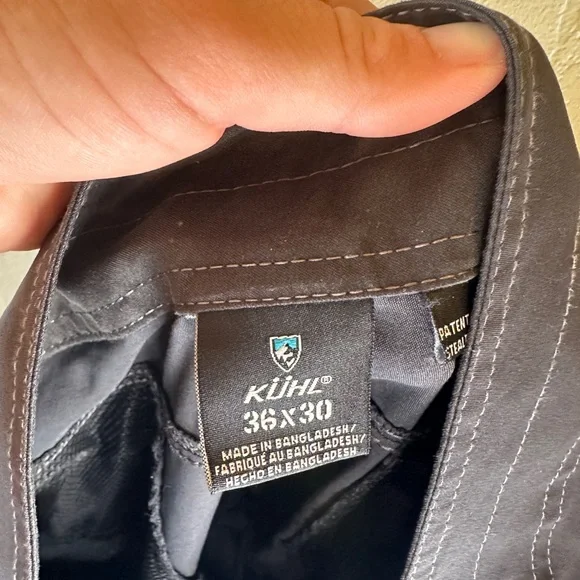 KÜHL®
36X30
MADE IN BANGLADESH/
FABRIQUÉ AU BANGLADESH/
HECHO EN BANGLADESH
PATENT